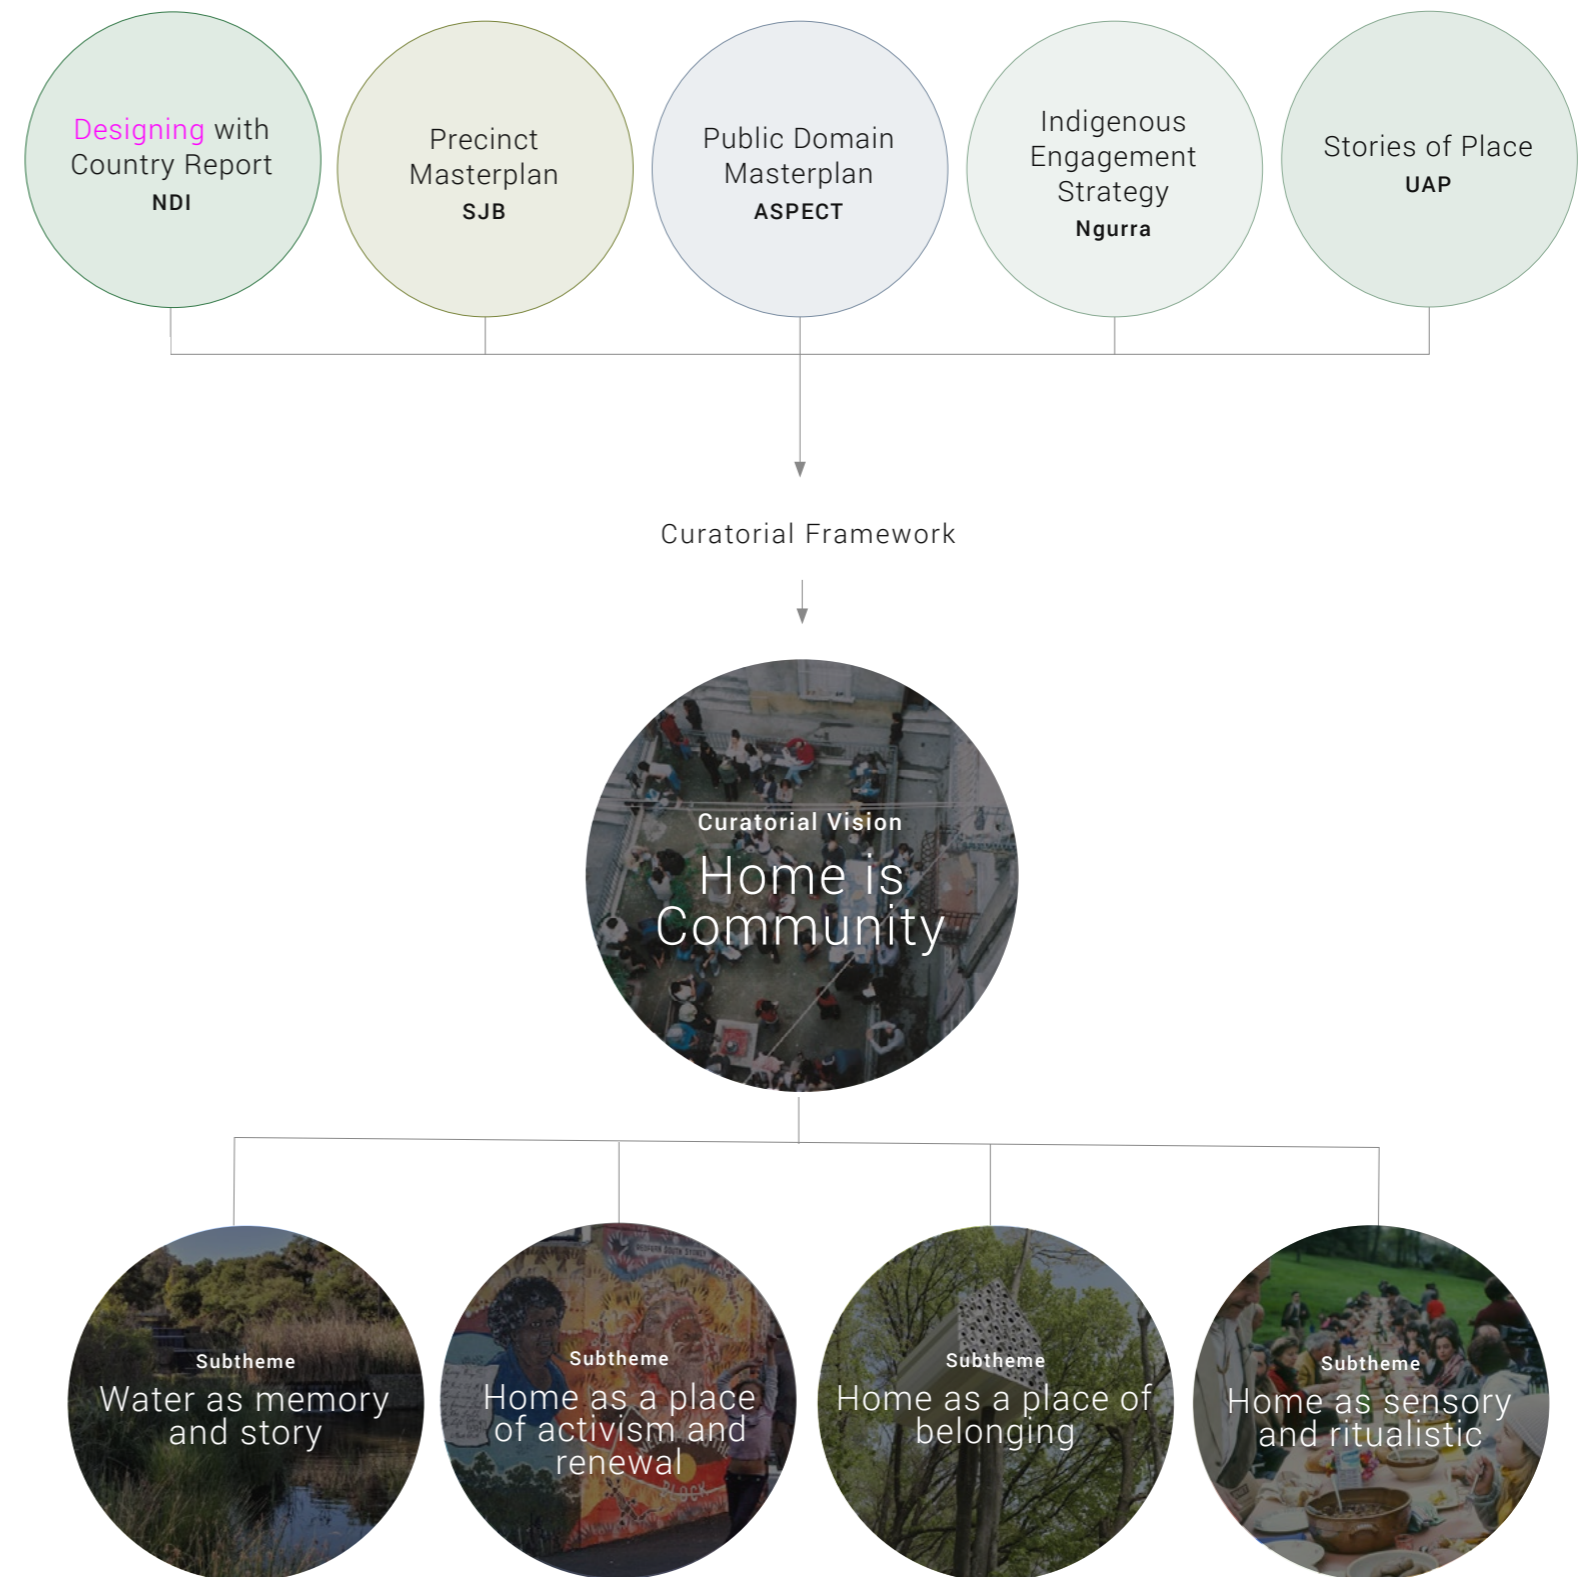 Designing with
Country Report
NDI
Precinct
Masterplan
SJB
Public Domain
Masterplan
ASPECT
Indigenous
Engagement
Strategy
Ngurra
Stories of Place
UAP
Curatorial Framework
Curatorial Vision
Home is
Community
Subtheme
Water as memory
and story
Subtheme
Home as a place
of activism and
renewal
BLOCK
Subtheme
Home as a place of
belonging
Subtheme
Home as sensory
and ritualistic